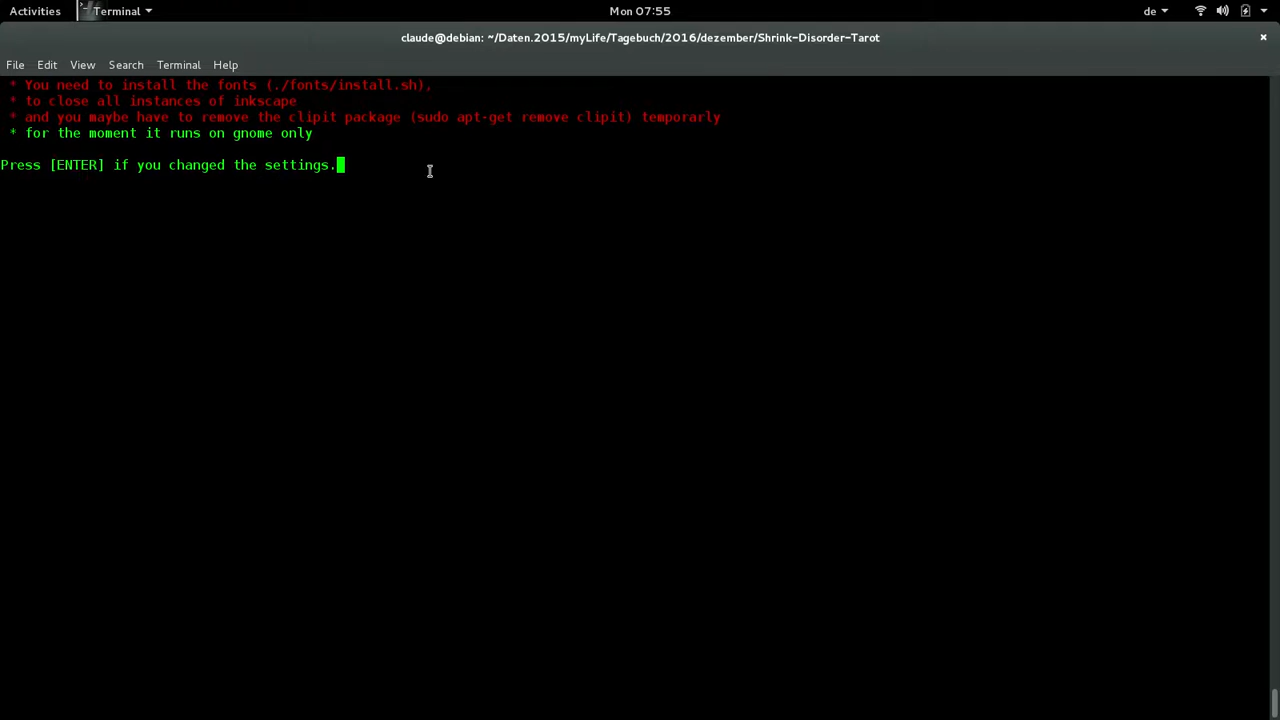 Activities Terminal Mon 07:55 de
claude@debian: ~/Daten.2015/myLife/Tagebuch/2016/dezember/Shrink-Disorder-Tarot
File Edit View Search Terminal Help
* You need to install the fonts (./fonts/install.sh),
* to close all instances of inkscape
* and you maybe have to remove the clipit package (sudo apt-get remove clipit) temporarly
* for the moment it runs on gnome only
Press [ENTER] if you changed the settings.